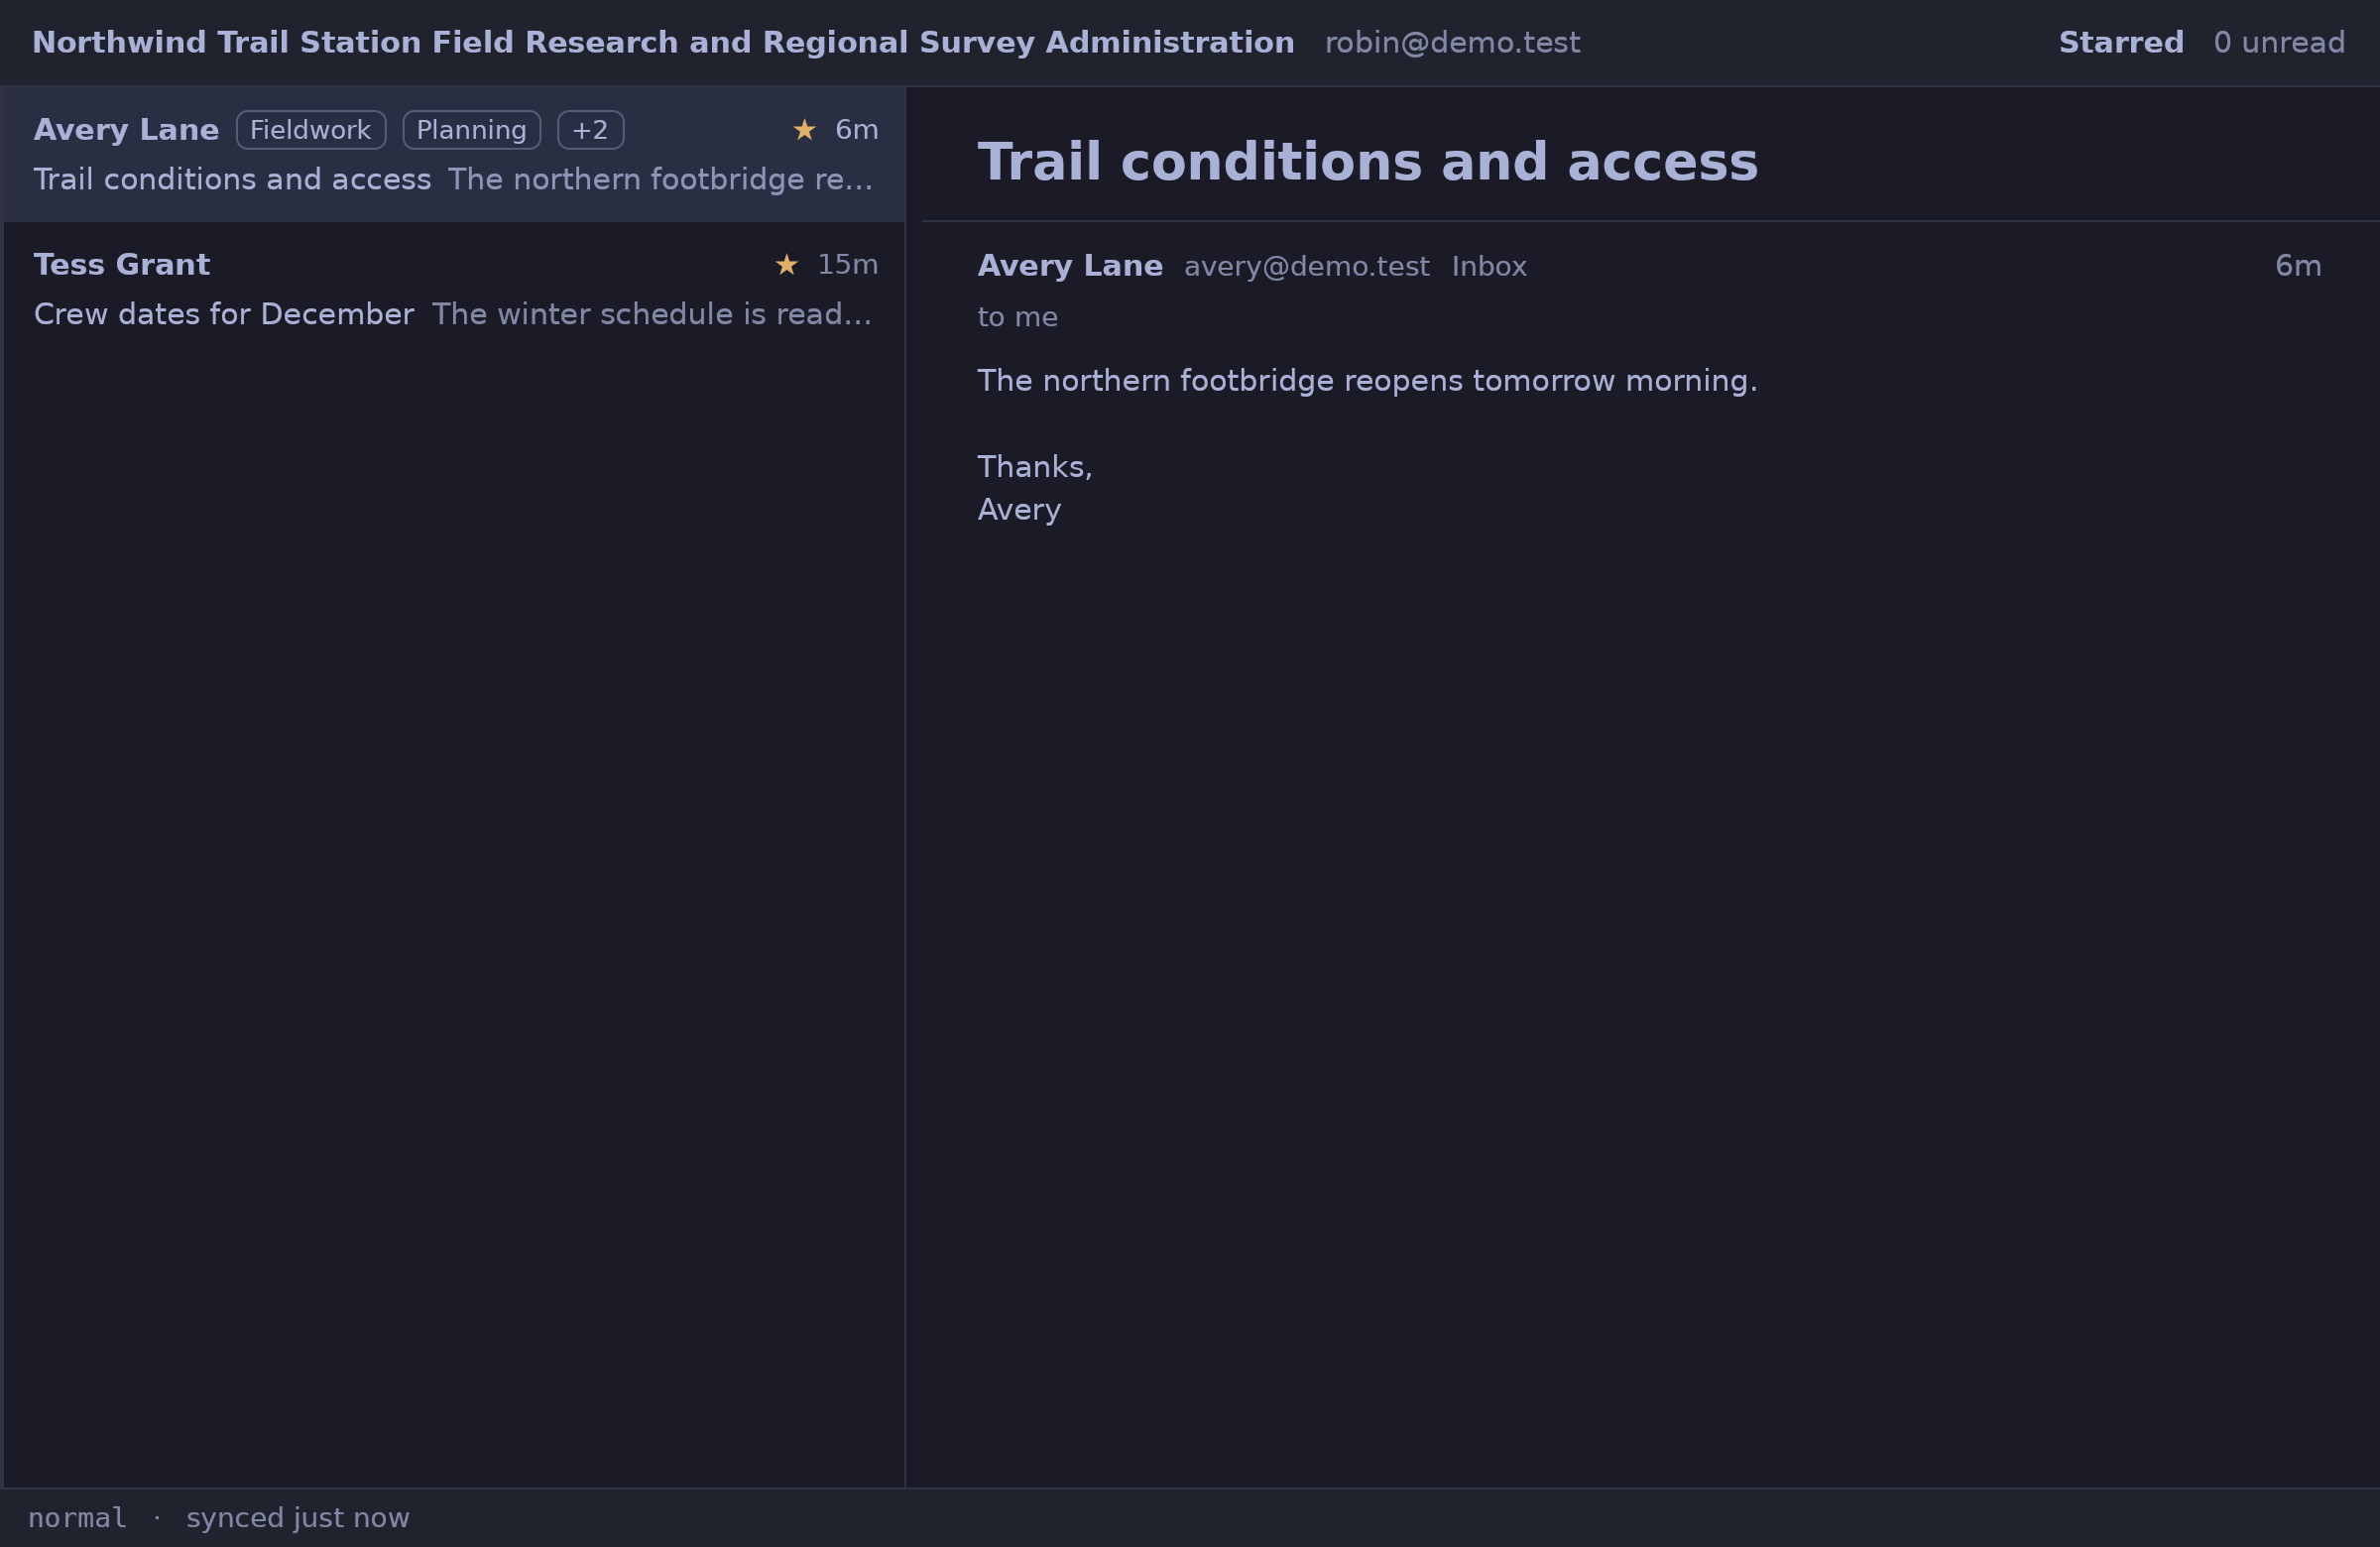 Northwind Trail Station Field Research and Regional Survey Administration robin@demo.test Starred 0 unread
Avery Lane Fieldwork Planning +2 ★ 6m
Trail conditions and access The northern footbridge re…
Tess Grant ★ 15m
Crew dates for December The winter schedule is read…
Trail conditions and access
Avery Lane avery@demo.test Inbox 6m
to me
The northern footbridge reopens tomorrow morning.
Thanks,
Avery
normal · synced just now